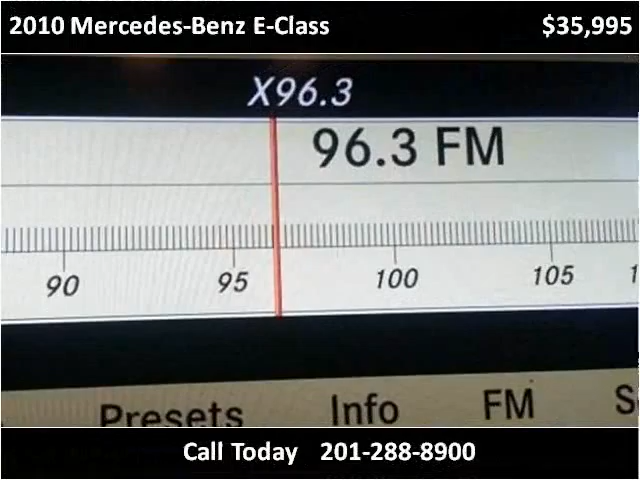 2010 Mercedes-Benz E-Class $35,995
X96.3
96.3 FM
90 95 100 105
Presets Info FM
Call Today 201-288-8900